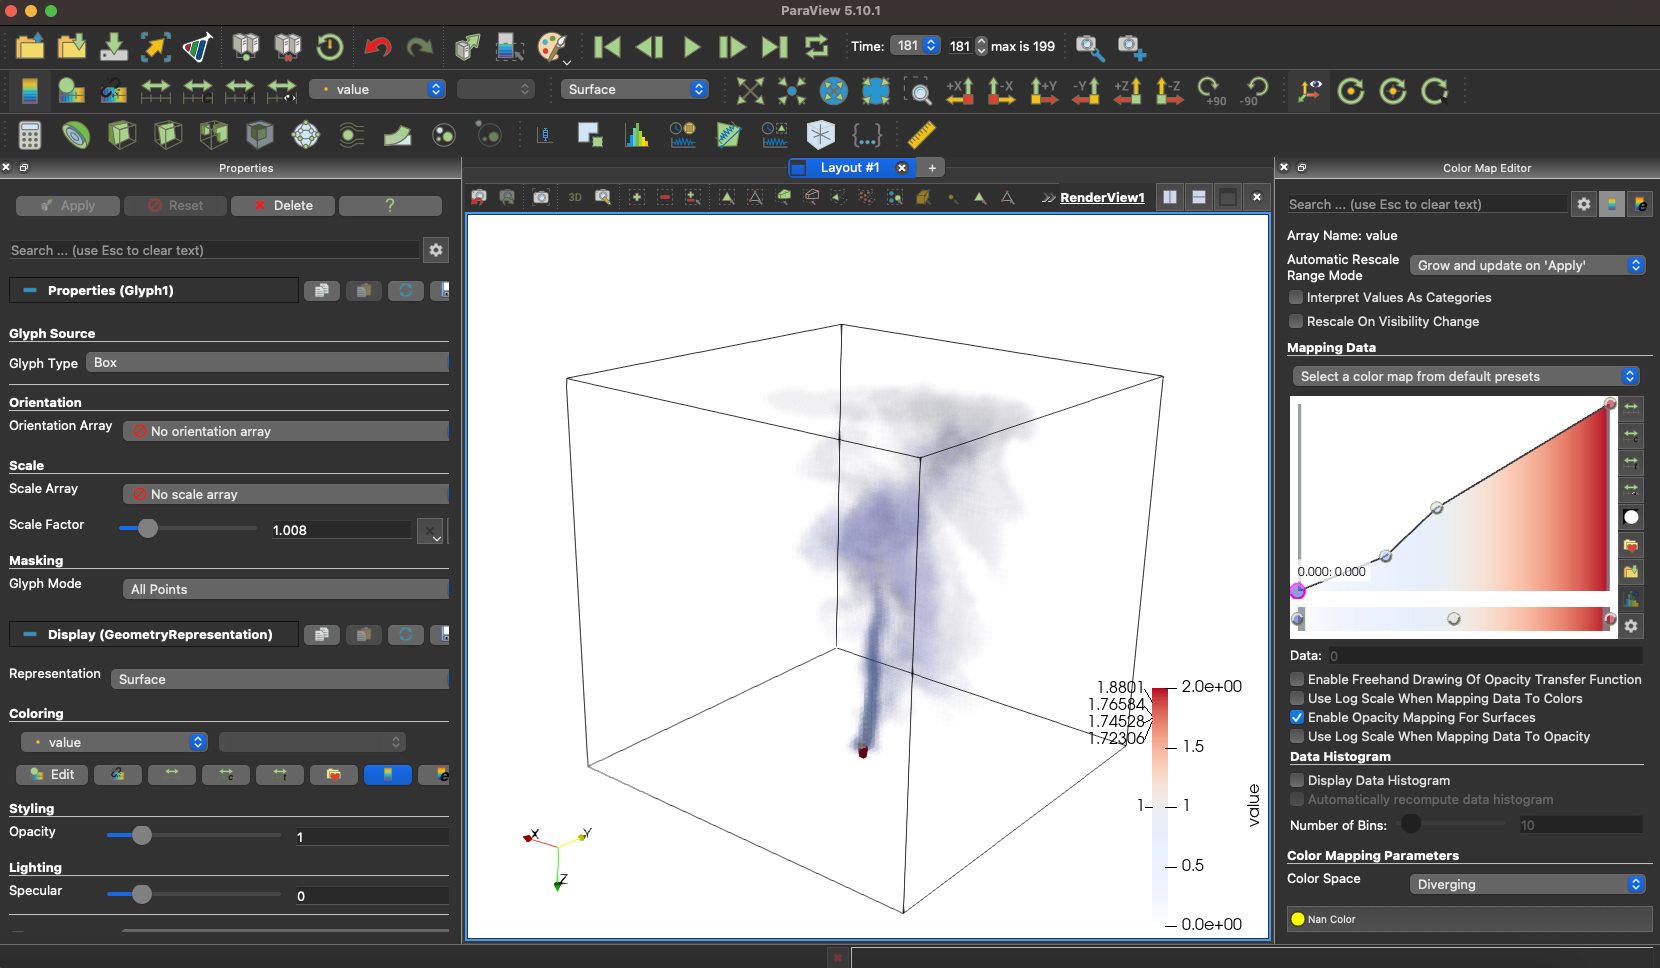 ParaView 5.10.1
Time: 181 181 max is 199
value
Surface
+X -X +Y -Y +Z -Z +90 -90
Properties
Layout #1 +
Color Map Editor
Apply Reset Delete ?
3D
RenderView1
Search ... (use Esc to clear text)
Properties (Glyph1)
Glyph Source
Glyph Type Box
Orientation
Orientation Array No orientation array
Scale
Scale Array No scale array
Scale Factor 1.008
Masking
Glyph Mode All Points
Display (GeometryRepresentation)
Representation Surface
Coloring
value
Edit
Styling
Opacity 1
Lighting
Specular 0
X Y Z
1.8801
1.76584
1.74528
1.72306
1
2.0e+00
1.5
1
0.5
0.0e+00
value
Search ... (use Esc to clear text)
Array Name: value
Automatic Rescale
Range Mode
Grow and update on 'Apply'
Interpret Values As Categories
Rescale On Visibility Change
Mapping Data
Select a color map from default presets
0.000: 0.000
Data: 0
Enable Freehand Drawing Of Opacity Transfer Function
Use Log Scale When Mapping Data To Colors
Enable Opacity Mapping For Surfaces
Use Log Scale When Mapping Data To Opacity
Data Histogram
Display Data Histogram
Automatically recompute data histogram
Number of Bins: 10
Color Mapping Parameters
Color Space Diverging
Nan Color